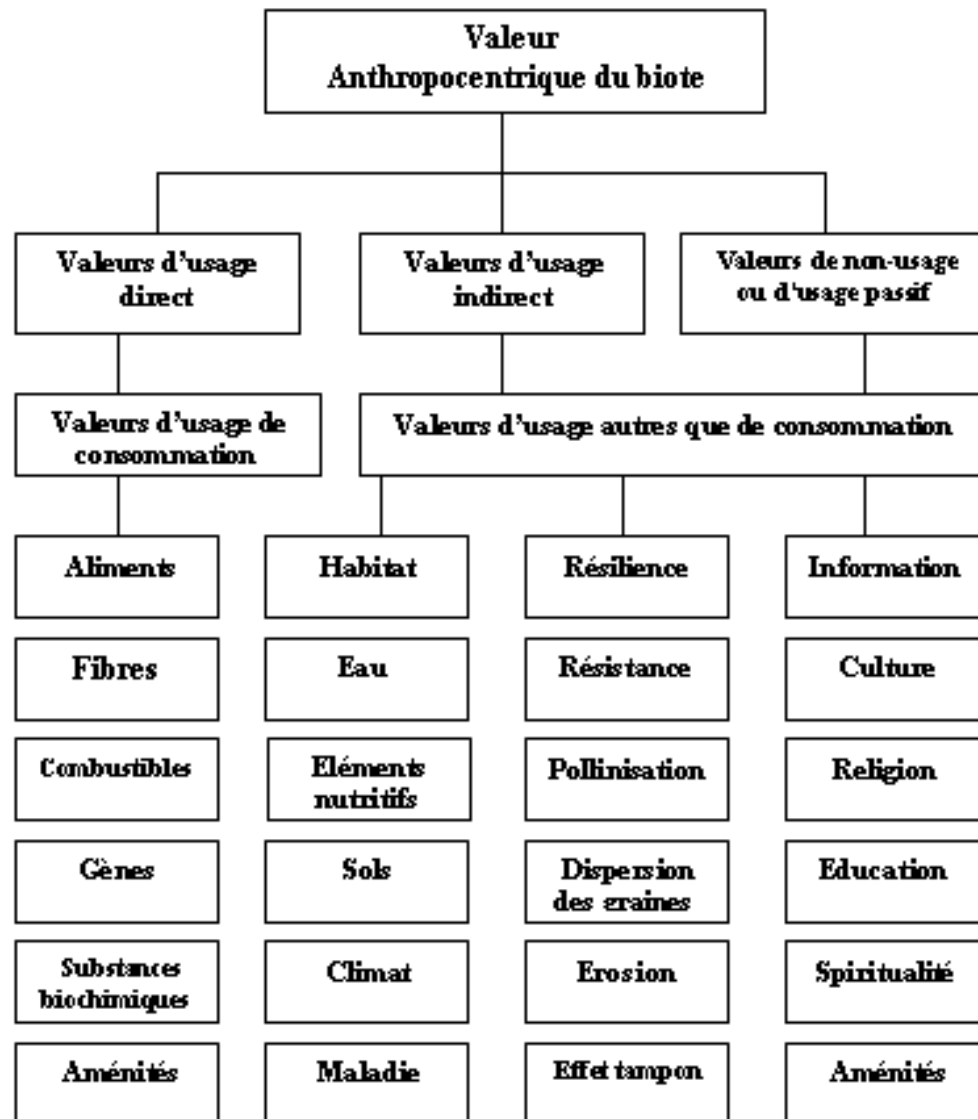 Valeur
Anthropocentrique du biote
Valeurs d'usage
direct
Valeurs d'usage
indirect
Valeurs de non-usage
ou d'usage passif
Valeurs d'usage de
consommation
Valeurs d'usage autres que de consommation
Aliments
Habitat
Résilience
Information
Fibres
Eau
Résistance
Culture
Combustibles
Eléments
nutritifs
Pollinisation
Religion
Gènes
Sols
Dispersion
des graines
Education
Substances
biochimiques
Climat
Erosion
Spiritualité
Aménités
Maladie
Effet tampon
Aménités